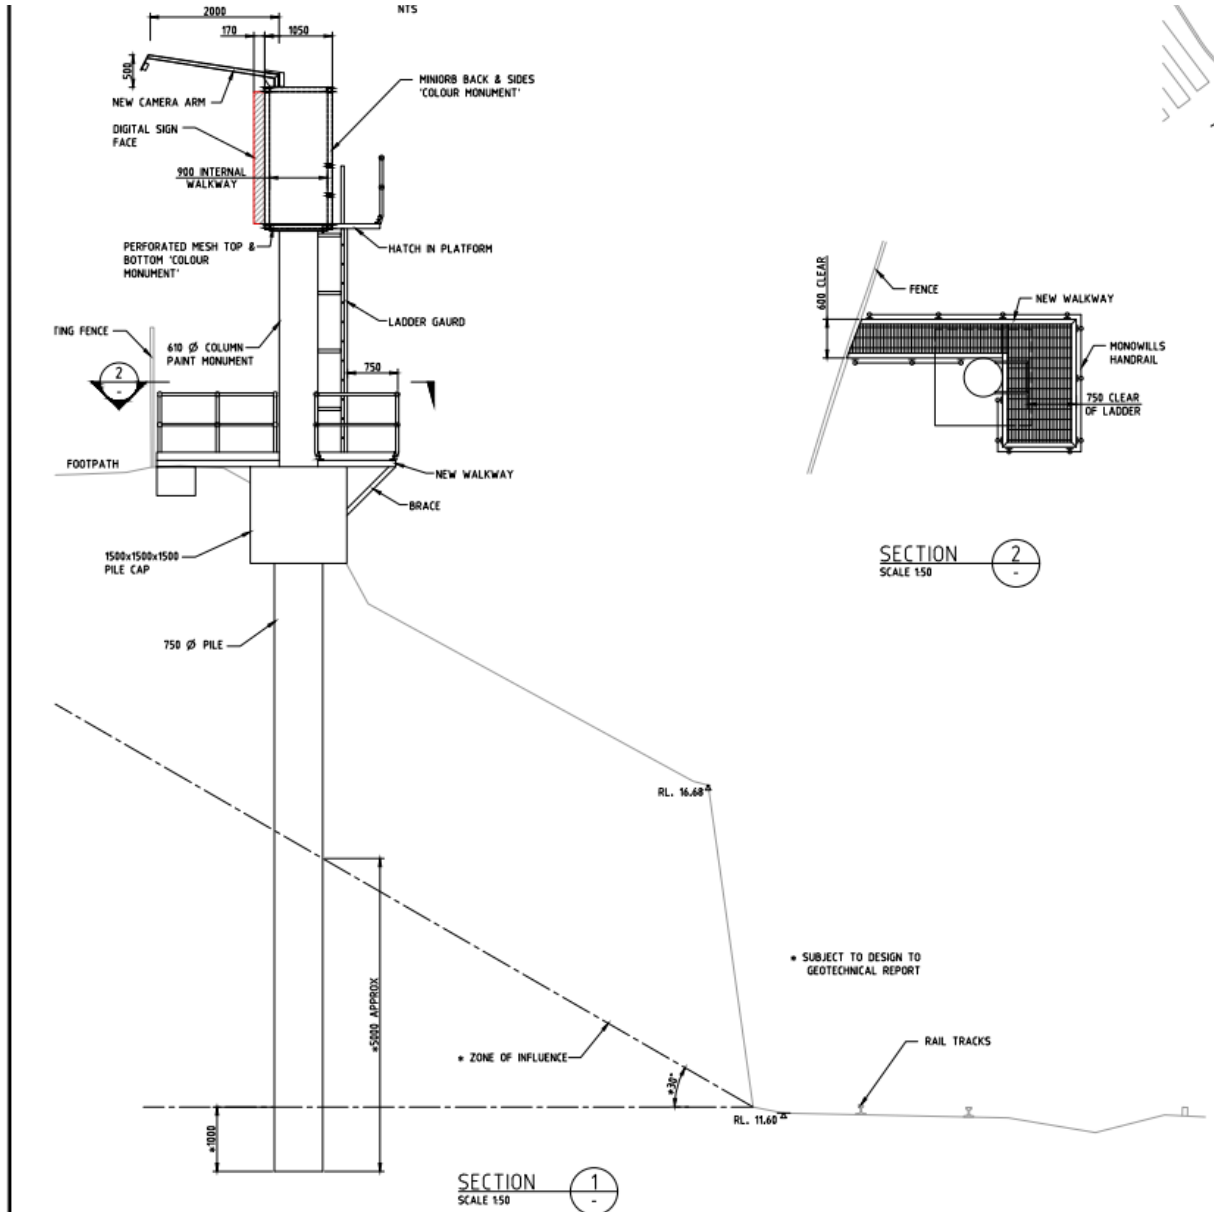 NTS
2000
170
1050
500
MINIORB BACK & SIDES
'COLOUR MONUMENT'
NEW CAMERA ARM
DIGITAL SIGN
FACE
900 INTERNAL
WALKWAY
PERFORATED MESH TOP &
BOTTOM 'COLOUR
MONUMENT'
HATCH IN PLATFORM
TING FENCE
LADDER GAURD
610 Ø COLUMN
PAINT MONUMENT
2
-
750
FOOTPATH
NEW WALKWAY
BRACE
1500x1500x1500
PILE CAP
750 Ø PILE
600 CLEAR
FENCE
NEW WALKWAY
MONOWILLS
HANDRAIL
750 CLEAR
OF LADDER
SECTION
SCALE 1:50
2
-
RL. 16.68
* SUBJECT TO DESIGN TO
GEOTECHNICAL REPORT
*5000 APPROX
* ZONE OF INFLUENCE
*30°
RAIL TRACKS
RL. 11.60
*1000
SECTION
SCALE 1:50
1
-